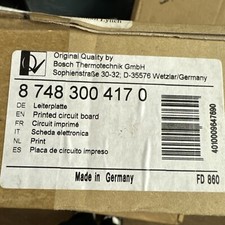 Original Quality by
Bosch Thermotechnik GmbH
Sophienstraße 30-32; D-35576 Wetzlar/Germany
8 748 300 417 0
DE Leiterplatte
EN Printed circuit board
FR Circuit imprimé
IT Scheda elettronica
NL Print
ES Placa de circuito impreso
4010009647890
Made in Germany
FD 860